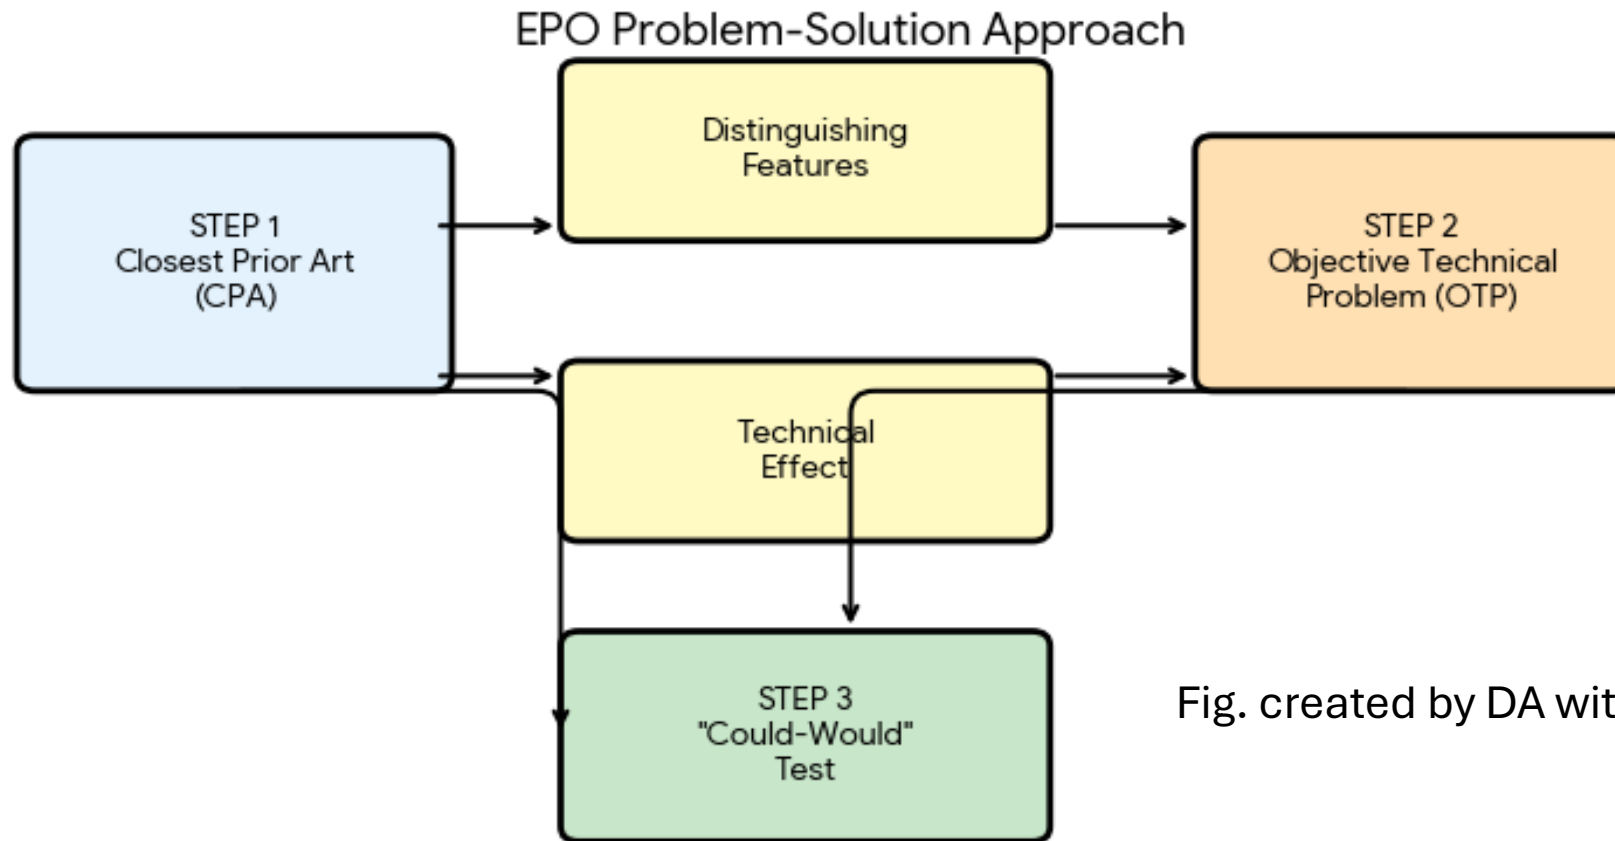 EPO Problem-Solution Approach
Distinguishing
Features
STEP 1
Closest Prior Art
(CPA)
STEP 2
Objective Technical
Problem (OTP)
Technical
Effect
STEP 3
"Could-Would"
Test
Fig. created by DA wit